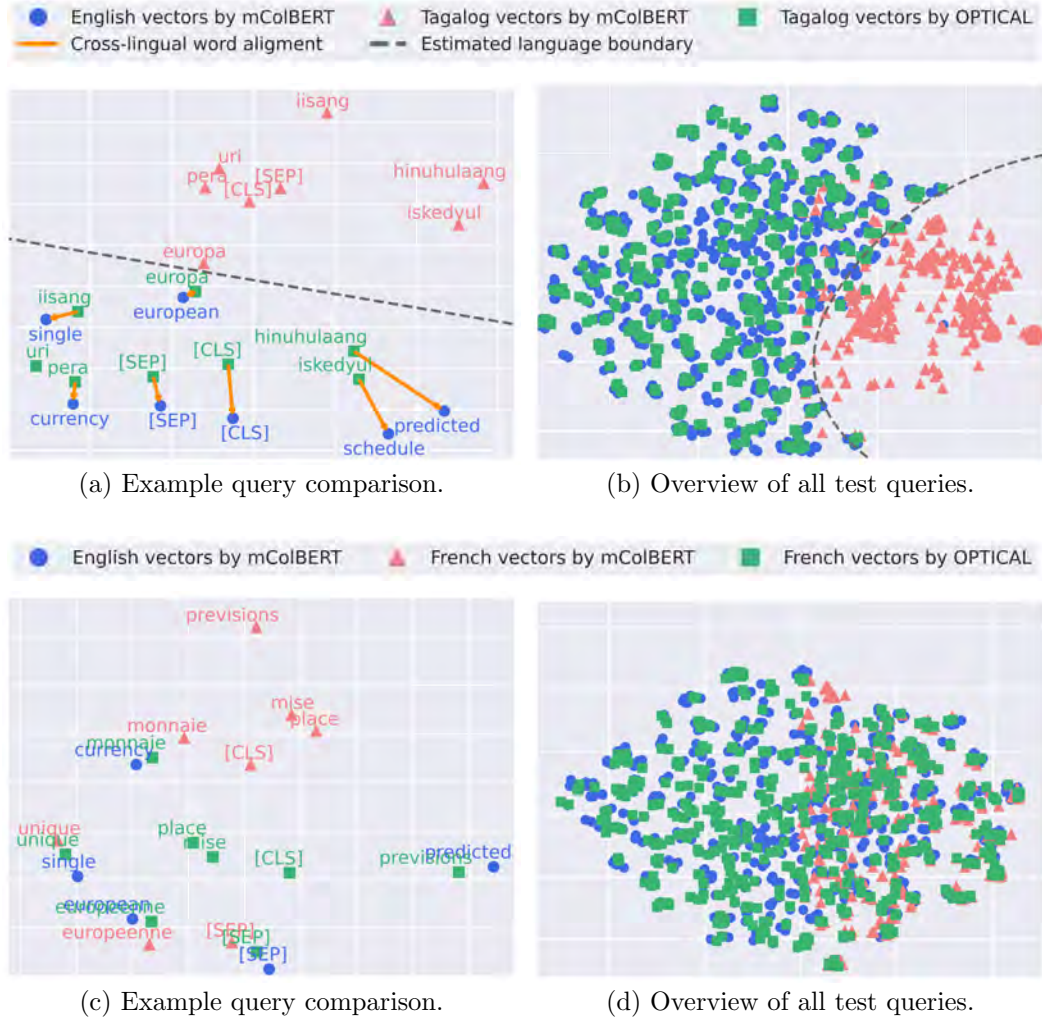 English vectors by mColBERT Tagalog vectors by mColBERT Tagalog vectors by OPTICAL
Cross-lingual word aligment Estimated language boundary
iisang
uri
pera [SEP]
[CLS]
hinuhulaang
iskedyul
europa
europa
european
iisang
single
uri
pera
currency
[SEP]
[SEP]
[CLS]
[CLS]
hinuhulaang
iskedyul
predicted
schedule
(a) Example query comparison.
(b) Overview of all test queries.
English vectors by mColBERT French vectors by mColBERT French vectors by OPTICAL
previsions
mise
place
monnaie
monnaie
currency
[CLS]
unique
unique
single
place
mise
[CLS]
previsions
predicted
european
europeenne
europeenne
[SEP]
[SEP]
[SEP]
(c) Example query comparison.
(d) Overview of all test queries.